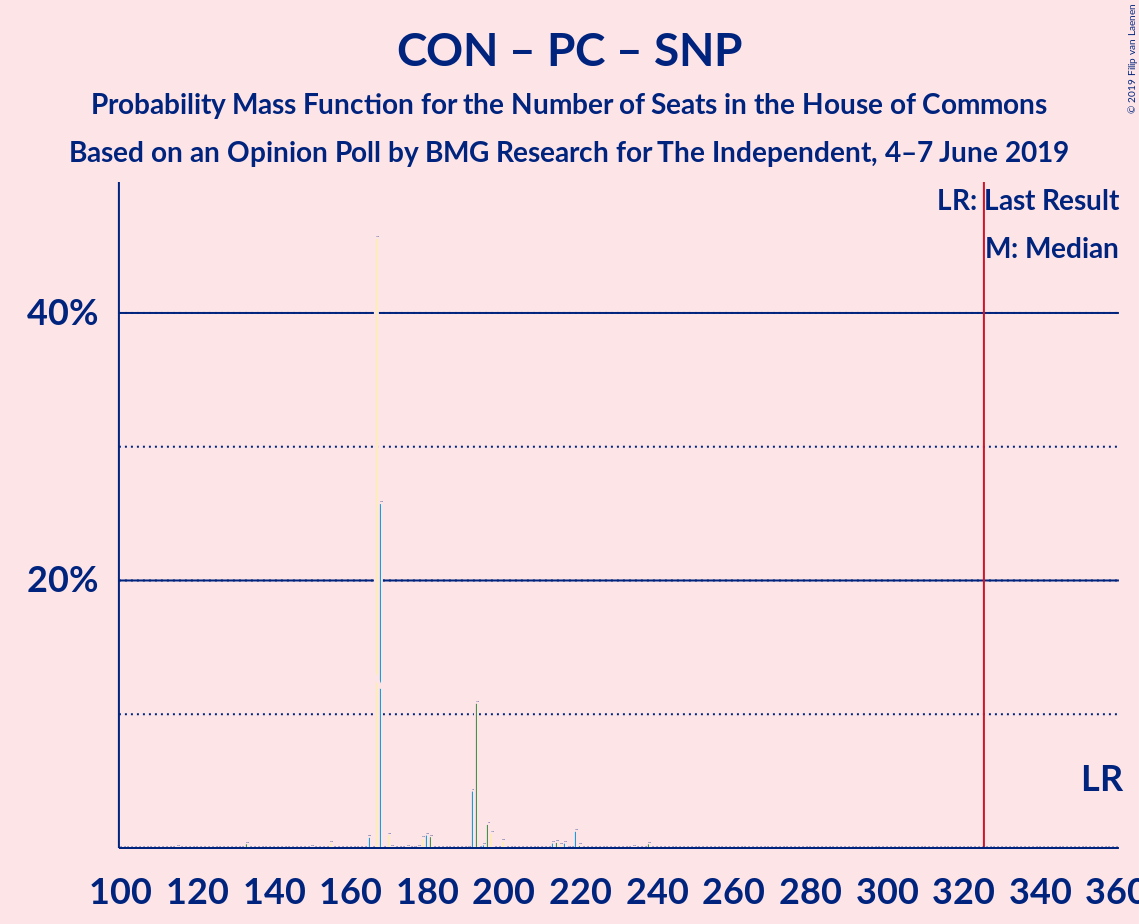 CON – PC – SNP
Probability Mass Function for the Number of Seats in the House of Commons
Based on an Opinion Poll by BMG Research for The Independent, 4–7 June 2019
© 2019 Filip van Laenen
LR: Last Result
M: Median
40%
20%
LR
100 120 140 160 180 200 220 240 260 280 300 320 340 360